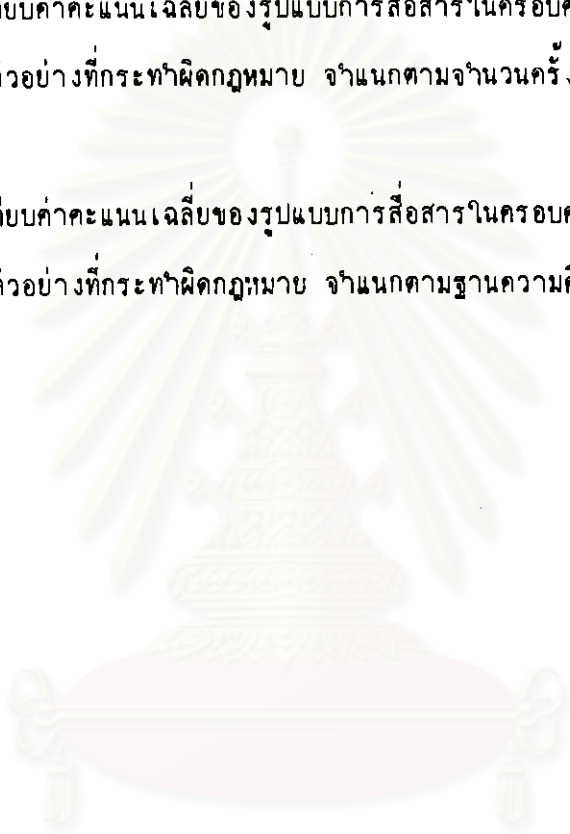 ยบค่าคะแนนเฉลี่ยของรูปแบบการสื่อสารในครอบค
วอย่างที่กระทำผิดกฎหมาย จำแนกตามจำนวนครั้ง
ยบค่าคะแนนเฉลี่ยของรูปแบบการสื่อสารในครอบค
วอย่างที่กระทำผิดกฎหมาย จำแนกตามฐานความผิ